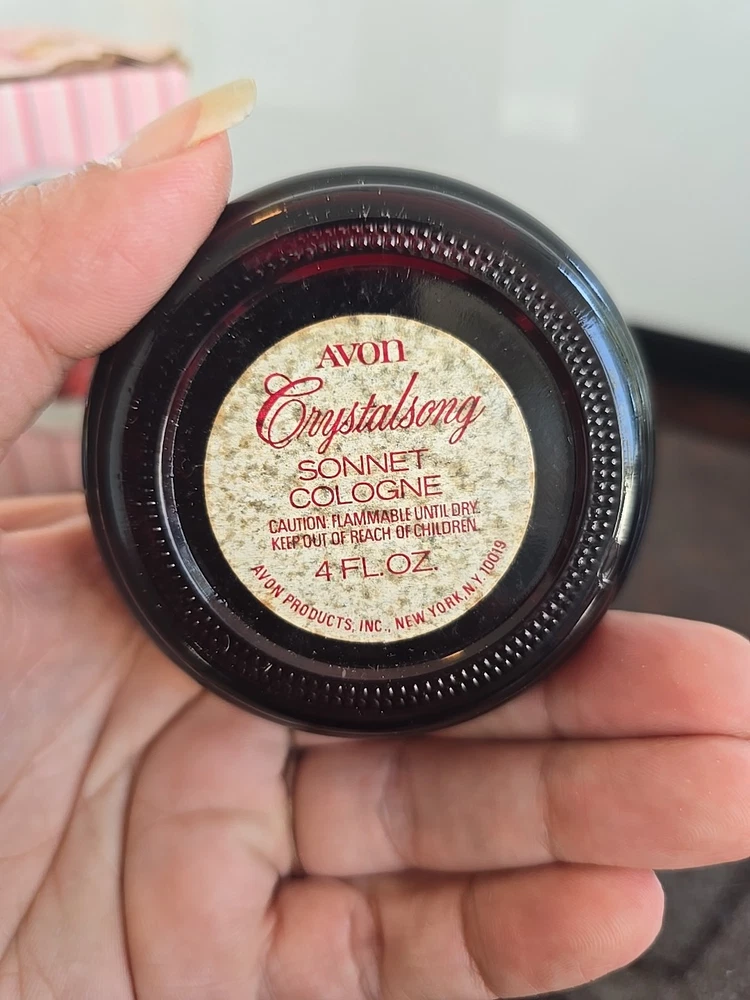 AVON
Crystalsong
SONNET
COLOGNE
CAUTION: FLAMMABLE UNTIL DRY.
KEEP OUT OF REACH OF CHILDREN.
4 FL.OZ.
AVON PRODUCTS, INC., NEW YORK, N.Y. 10019